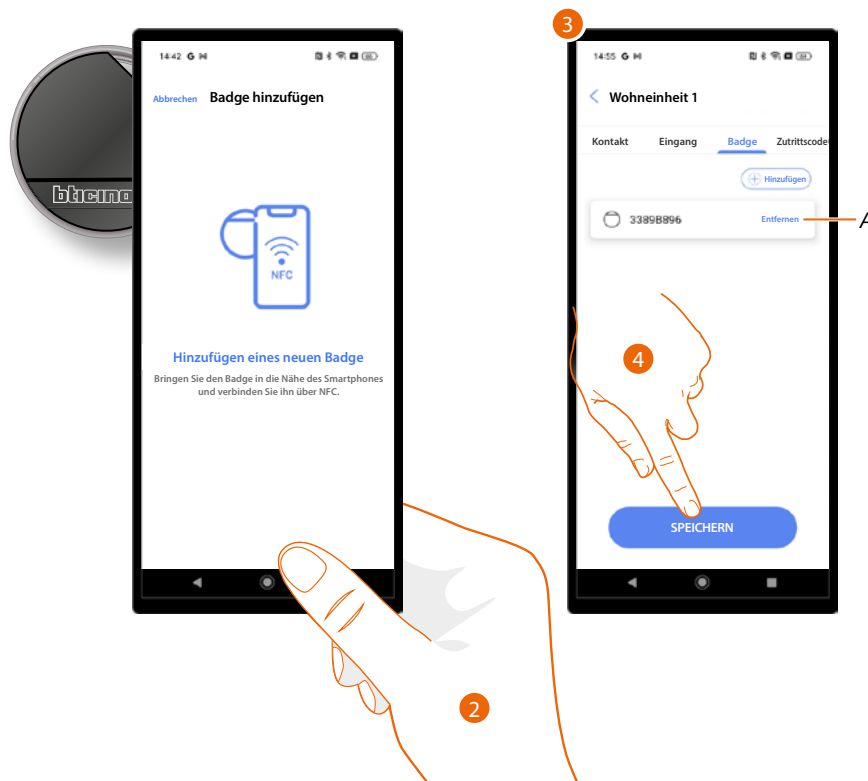 3
14:42 G
14:55 G
Abbrechen Badge hinzufügen
Wohneinheit 1
Kontakt Eingang Badge Zutrittscode
Hinzufügen
bticino
33898896
Entfernen
A
NFC
4
Hinzufügen eines neuen Badge
Bringen Sie den Badge in die Nähe des Smartphones
und verbinden Sie ihn über NFC.
SPEICHERN
2